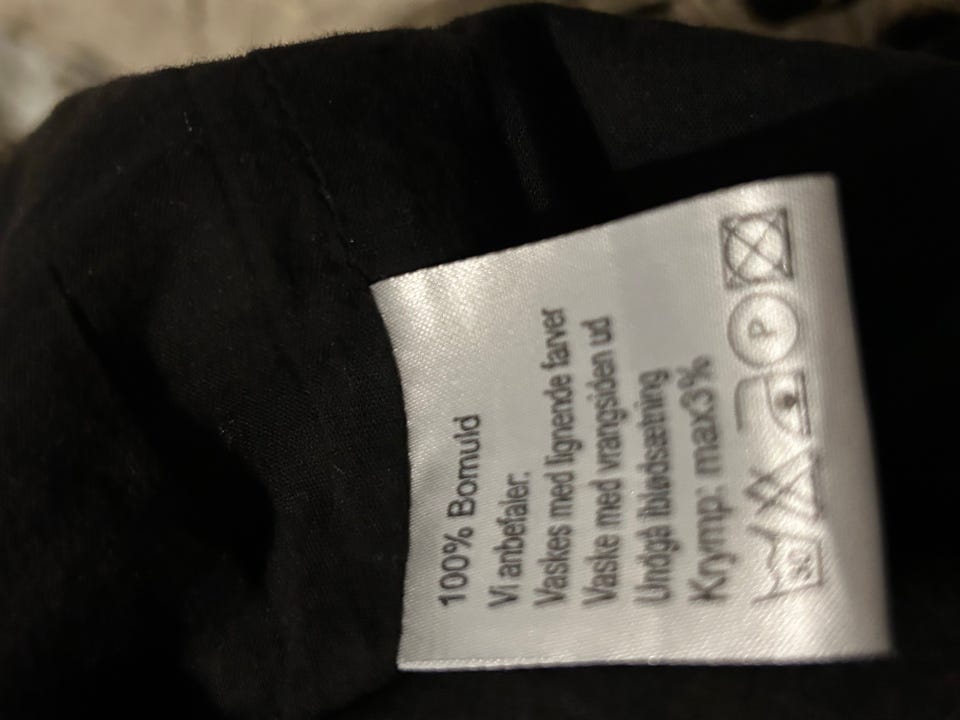 100% Bomuld
Vi anbefaler:
Vaskes med lignende farver
Vaske med vrangsiden ud
Undgå iblødsætning
Krymp: max3%
P